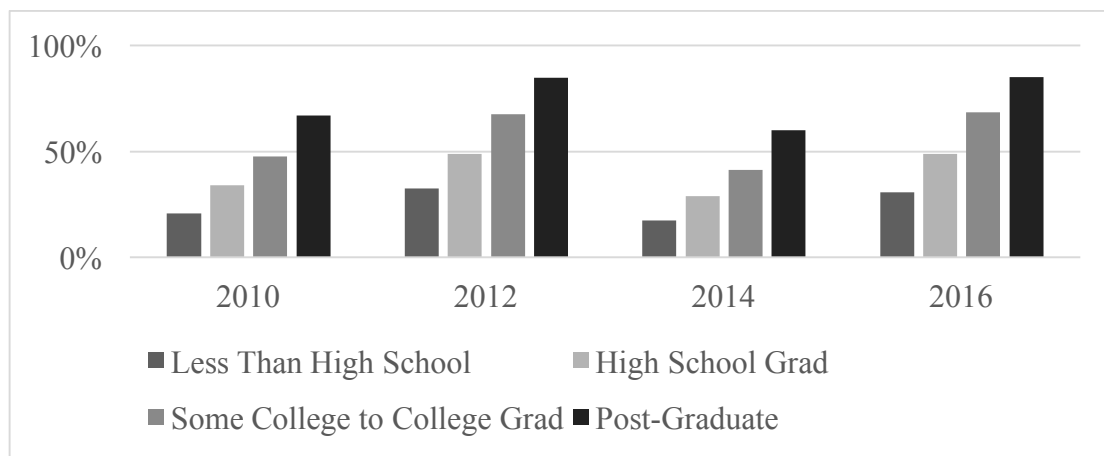 100%
50%
0%
2010 2012 2014 2016
Less Than High School High School Grad
Some College to College Grad Post-Graduate